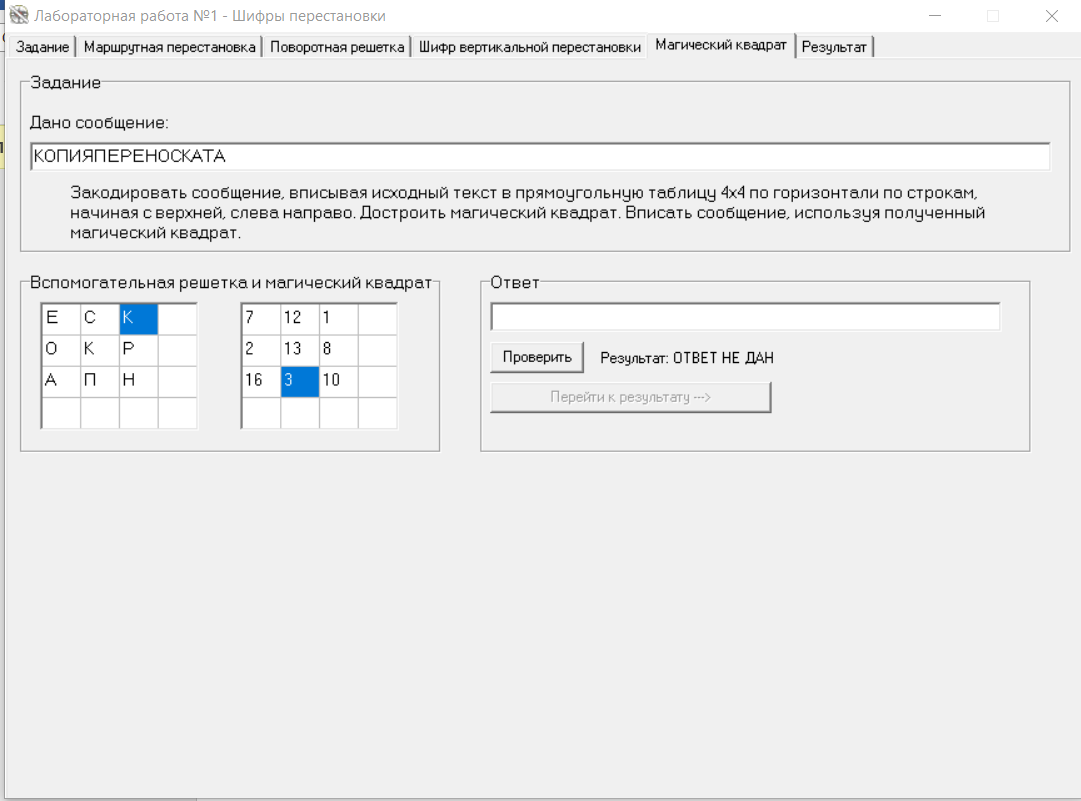 Лабораторная работа №1 - Шифры перестановки
Задание Маршрутная перестановка Поворотная решетка Шифр вертикальной перестановки Магический квадрат Результат
Задание
Дано сообщение:
КОПИЯПЕРЕНОСКАТА
Закодировать сообщение, вписывая исходный текст в прямоугольную таблицу 4x4 по горизонтали по строкам,
начиная с верхней, слева направо. Достроить магический квадрат. Вписать сообщение, используя полученный
магический квадрат.
Вспомогательная решетка и магический квадрат
Е С К
О К Р
А П Н
7 12 1
2 13 8
16 3 10
Ответ
Проверить Результат: ОТВЕТ НЕ ДАН
Перейти к результату --->